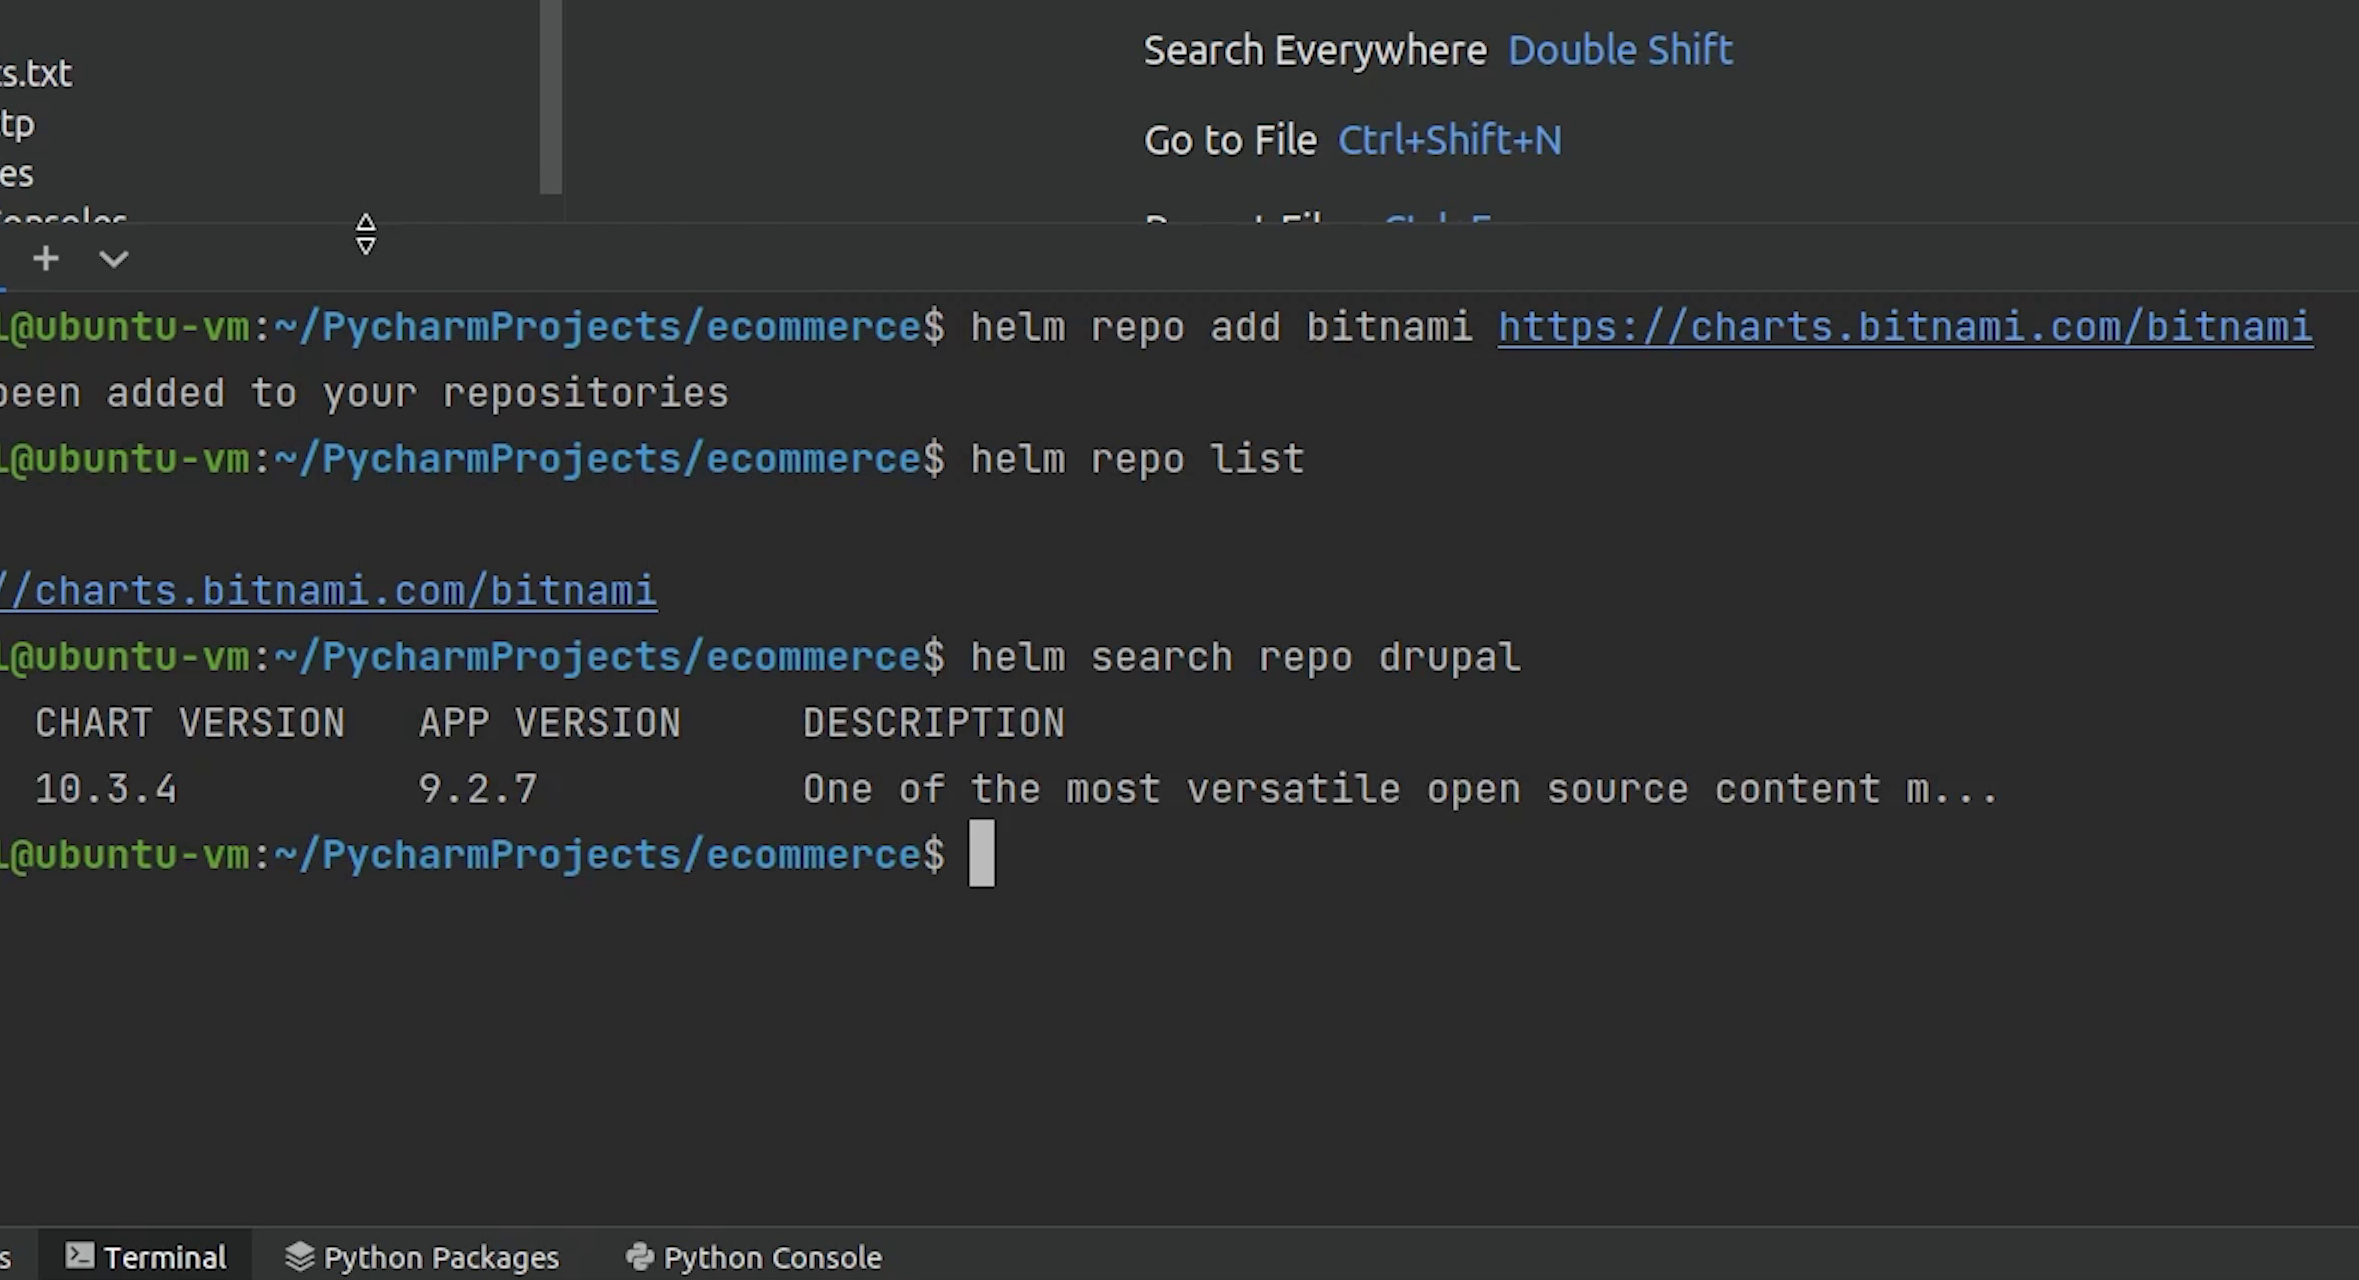 Search Everywhere Double Shift
s.txt
Go to File Ctrl+Shift+N
tp
es
@ubuntu-vm:~/PycharmProjects/ecommerce$ helm repo add bitnami https://charts.bitnami.com/bitnami
been added to your repositories
@ubuntu-vm:~/PycharmProjects/ecommerce$ helm repo list
//charts.bitnami.com/bitnami
@ubuntu-vm:~/PycharmProjects/ecommerce$ helm search repo drupal
CHART VERSION APP VERSION DESCRIPTION
10.3.4 9.2.7 One of the most versatile open source content m...
@ubuntu-vm:~/PycharmProjects/ecommerce$
s Terminal Python Packages Python Console